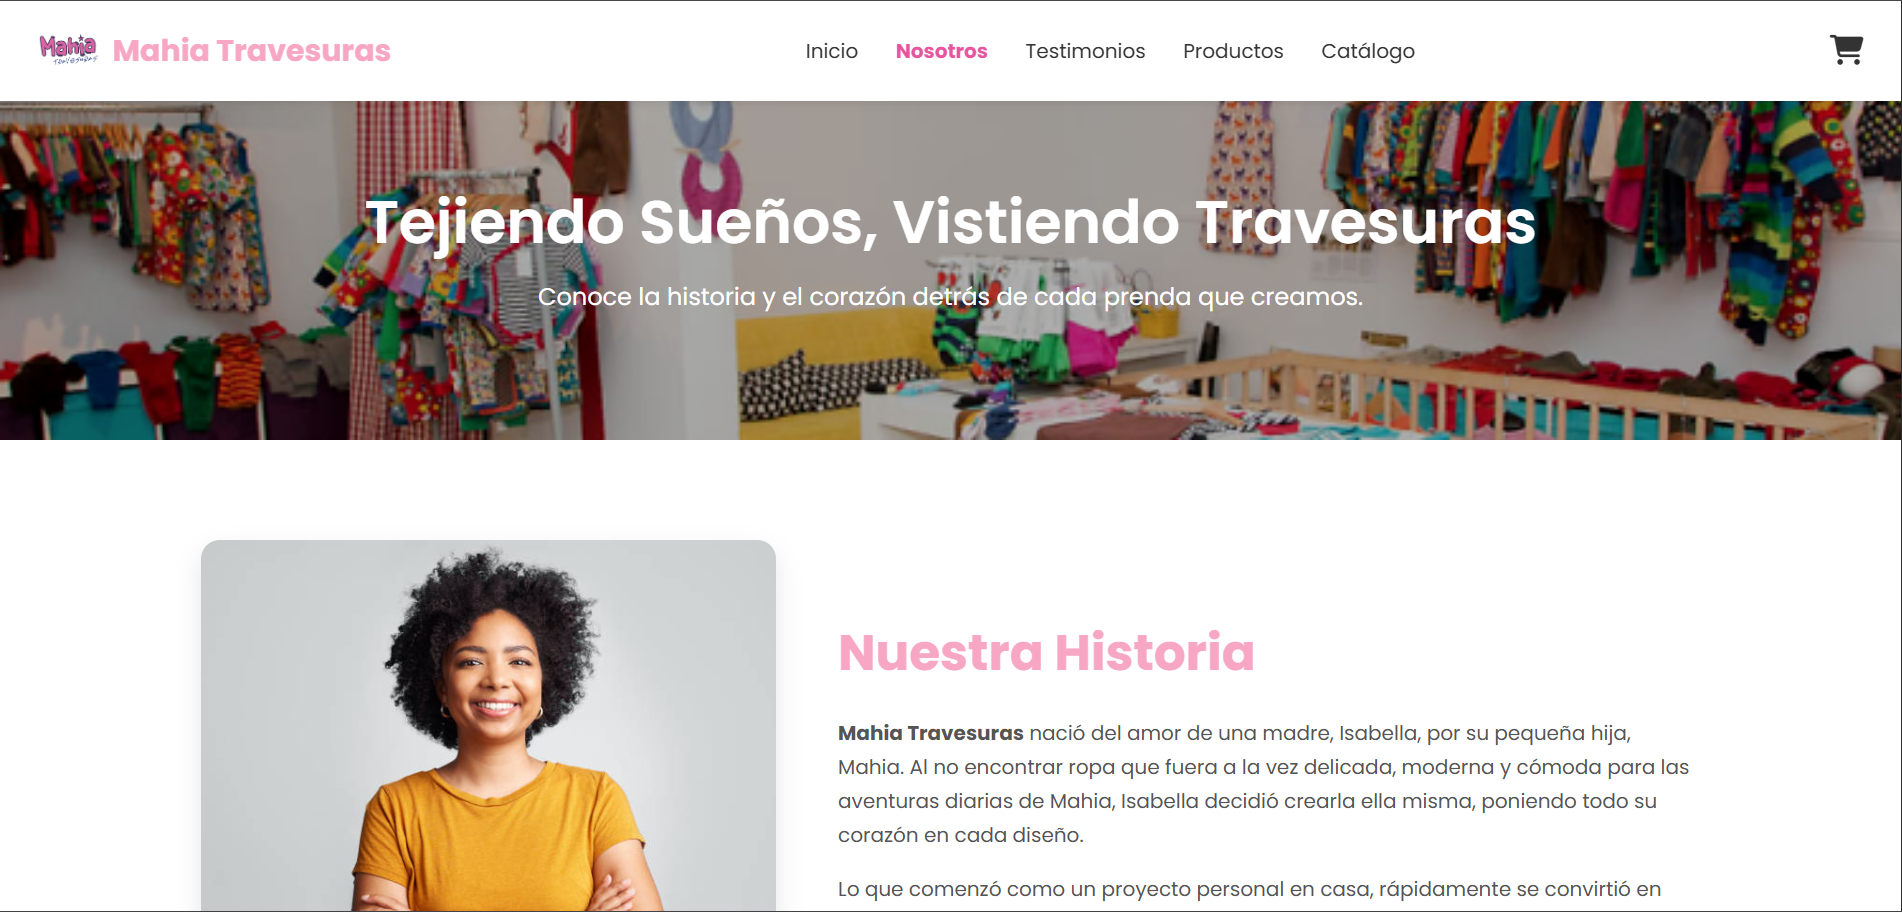 Mahia
travesuras
Mahia Travesuras
Inicio
Nosotros
Testimonios
Productos
Catálogo
Tejiendo Sueños, Vistiendo Travesuras
Conoce la historia y el corazón detrás de cada prenda que creamos.
Nuestra Historia
Mahia Travesuras nació del amor de una madre, Isabella, por su pequeña hija,
Mahia. Al no encontrar ropa que fuera a la vez delicada, moderna y cómoda para las
aventuras diarias de Mahia, Isabella decidió crearla ella misma, poniendo todo su
corazón en cada diseño.
Lo que comenzó como un proyecto personal en casa, rápidamente se convirtió en